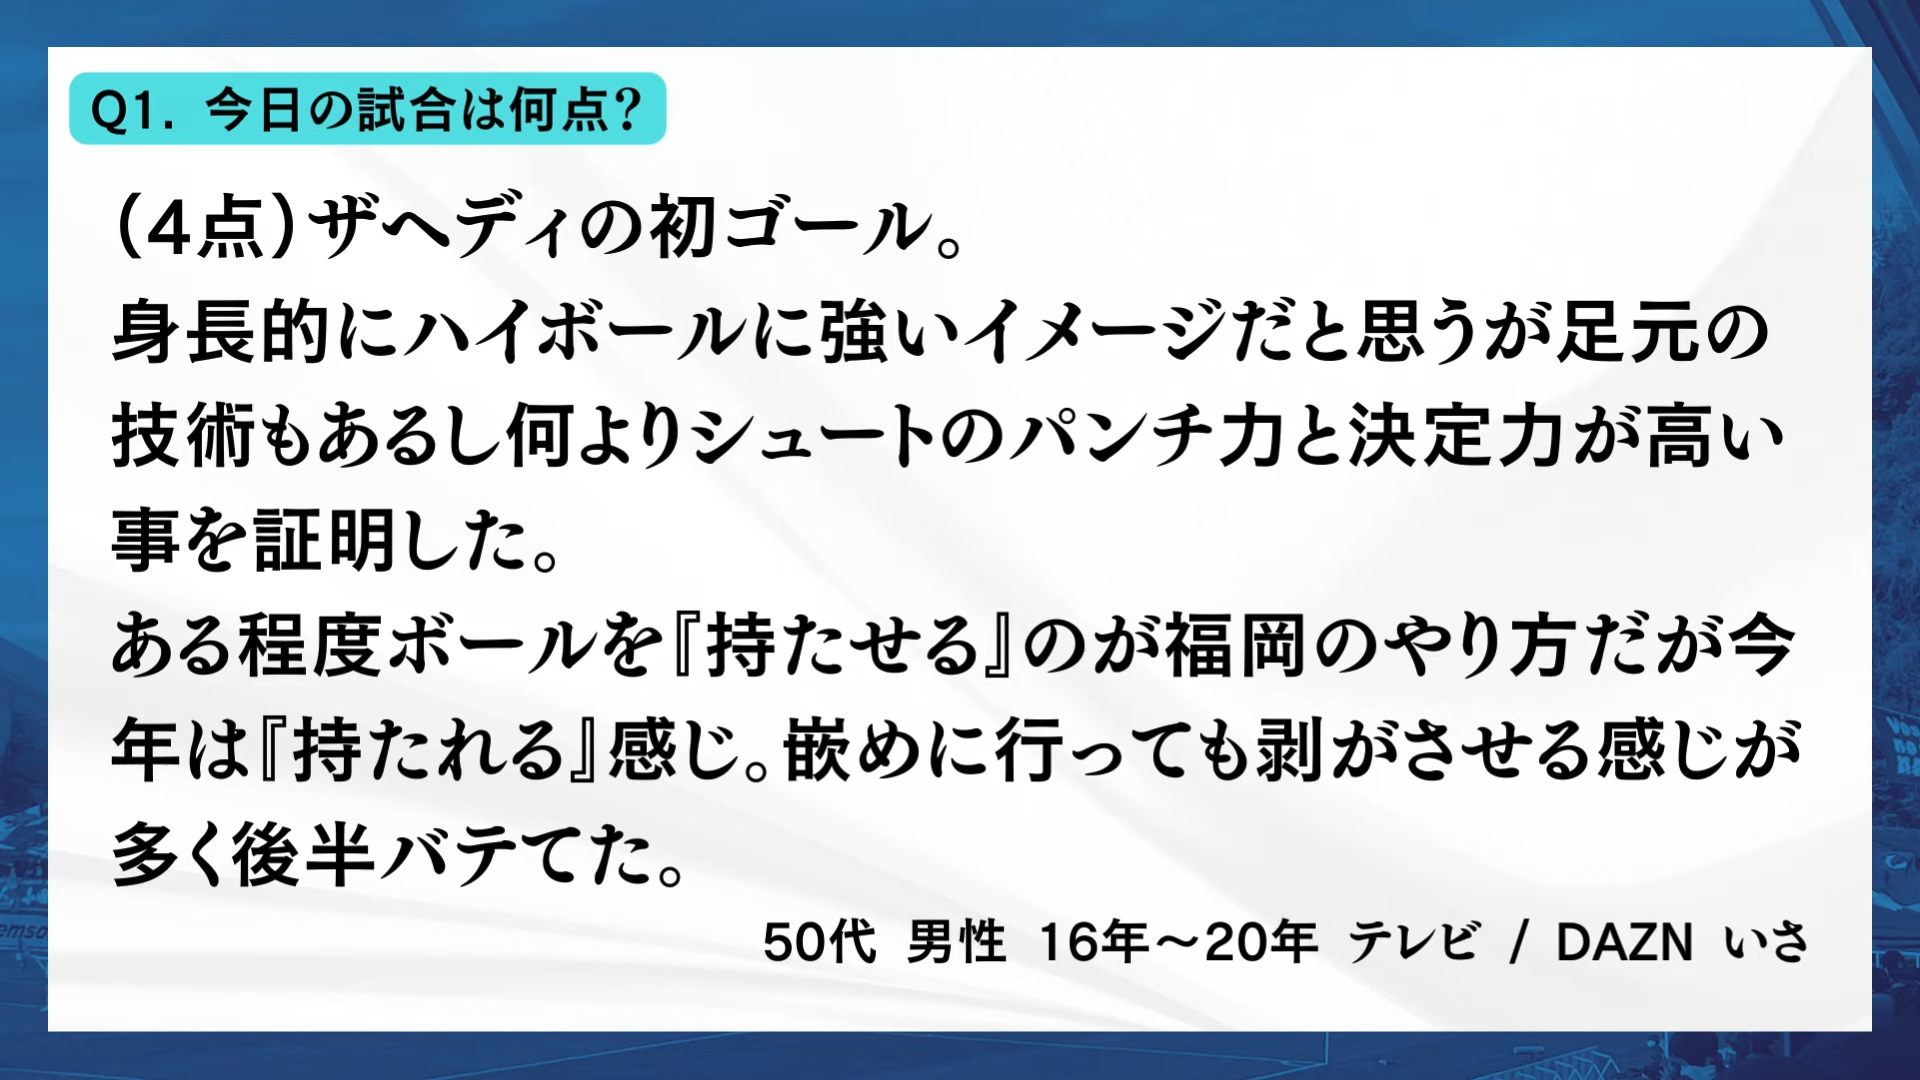 Q1. 今日の試合は何点？
（4点）ザヘディの初ゴール。
身長的にハイボールに強いイメージだと思うが足元の
技術もあるし何よりシュートのパンチ力と決定力が高い
事を証明した。
ある程度ボールを『持たせる』のが福岡のやり方だが今
年は『持たれる』感じ。嵌めに行っても剥がさせる感じが
多く後半バテてた。
50代 男性 16年～20年 テレビ / DAZN いさ